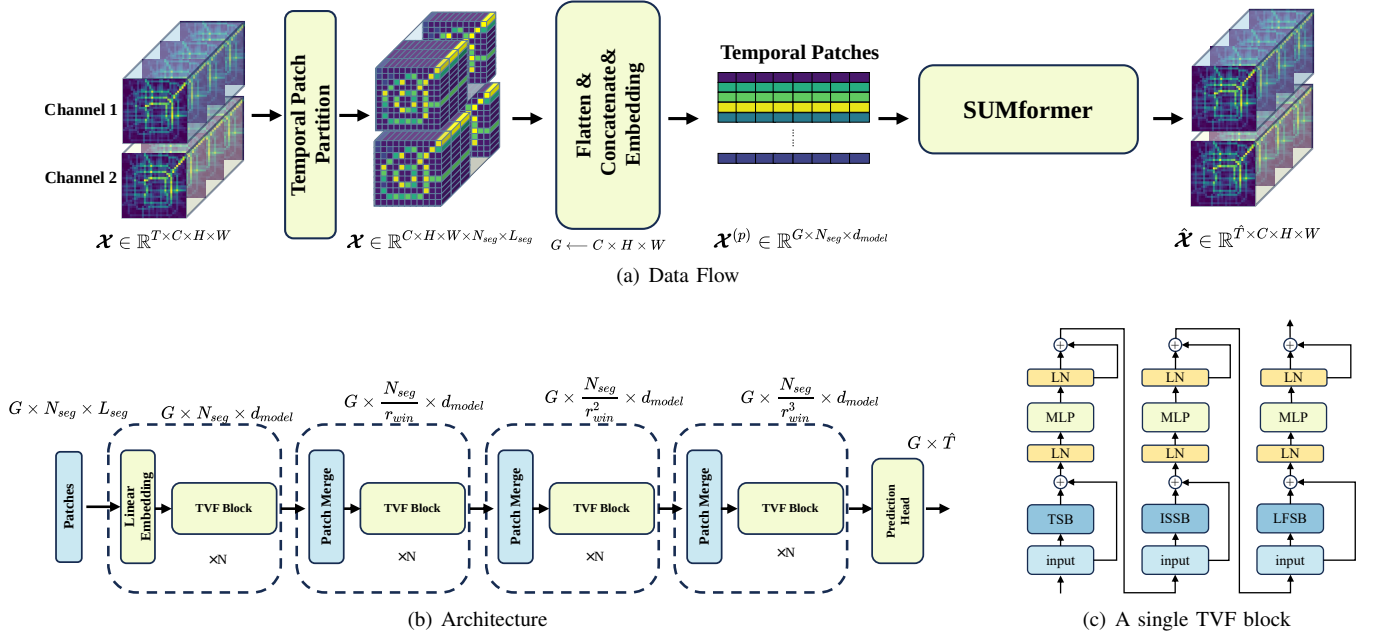 Channel 1
Channel 2
𝓧 ∈ ℝ^{T×C×H×W}
Temporal Patch
Partition
𝓧 ∈ ℝ^{C×H×W×N_{seg}×L_{seg}}
Flatten &
Concatenate&
Embedding
G ⟵ C × H × W
Temporal Patches
𝓧^{(p)} ∈ ℝ^{G×N_{seg}×d_{model}}
SUMformer
𝓧̂ ∈ ℝ^{T̂×C×H×W}
(a) Data Flow
G × N_{seg} × L_{seg}
G × N_{seg} × d_{model}
G × \frac{N_{seg}}{r_{win}} × d_{model}
G × \frac{N_{seg}}{r_{win}^2} × d_{model}
G × \frac{N_{seg}}{r_{win}^3} × d_{model}
G × T̂
Patches
Linear
Embedding
TVF Block
×N
Patch Merge
TVF Block
×N
Patch Merge
TVF Block
×N
Patch Merge
TVF Block
×N
Prediction
Head
(b) Architecture
+
LN
MLP
LN
+
TSB
input
+
LN
MLP
LN
+
ISSB
input
+
LN
MLP
LN
+
LFSB
input
(c) A single TVF block